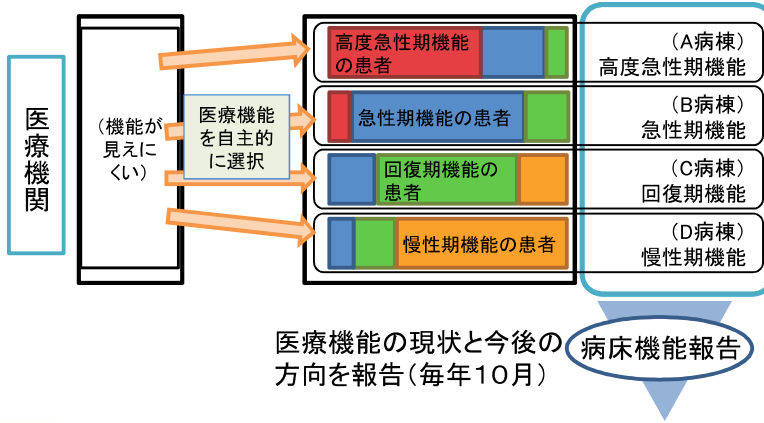 医療機関
(機能が
見えに
くい)
医療機能
を自主的
に選択
高度急性期機能
の患者
(A病棟)
高度急性期機能
急性期機能の患者
(B病棟)
急性期機能
回復期機能の
患者
(C病棟)
回復期機能
慢性期機能の患者
(D病棟)
慢性期機能
医療機能の現状と今後の
方向を報告(毎年10月)
病床機能報告